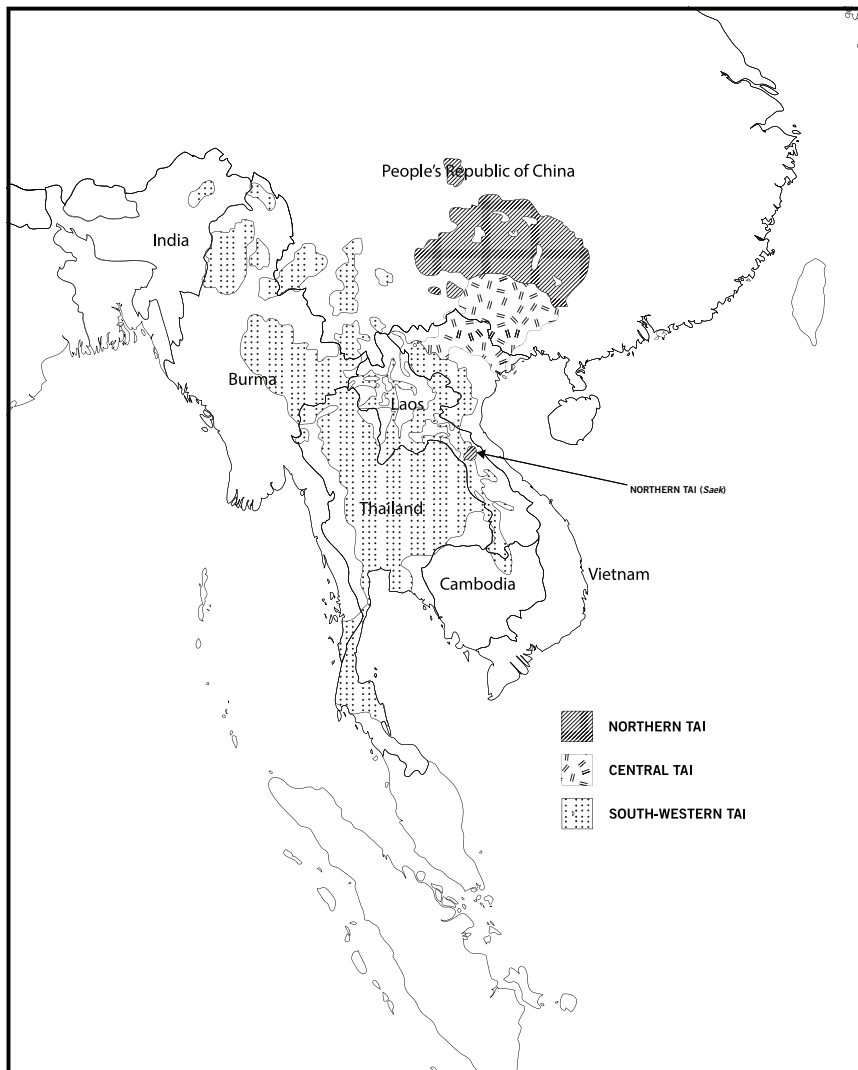 People's Republic of China
India
Burma
Laos
NORTHERN TAI (Saek)
Thailand
Vietnam
Cambodia
NORTHERN TAI
CENTRAL TAI
SOUTH-WESTERN TAI